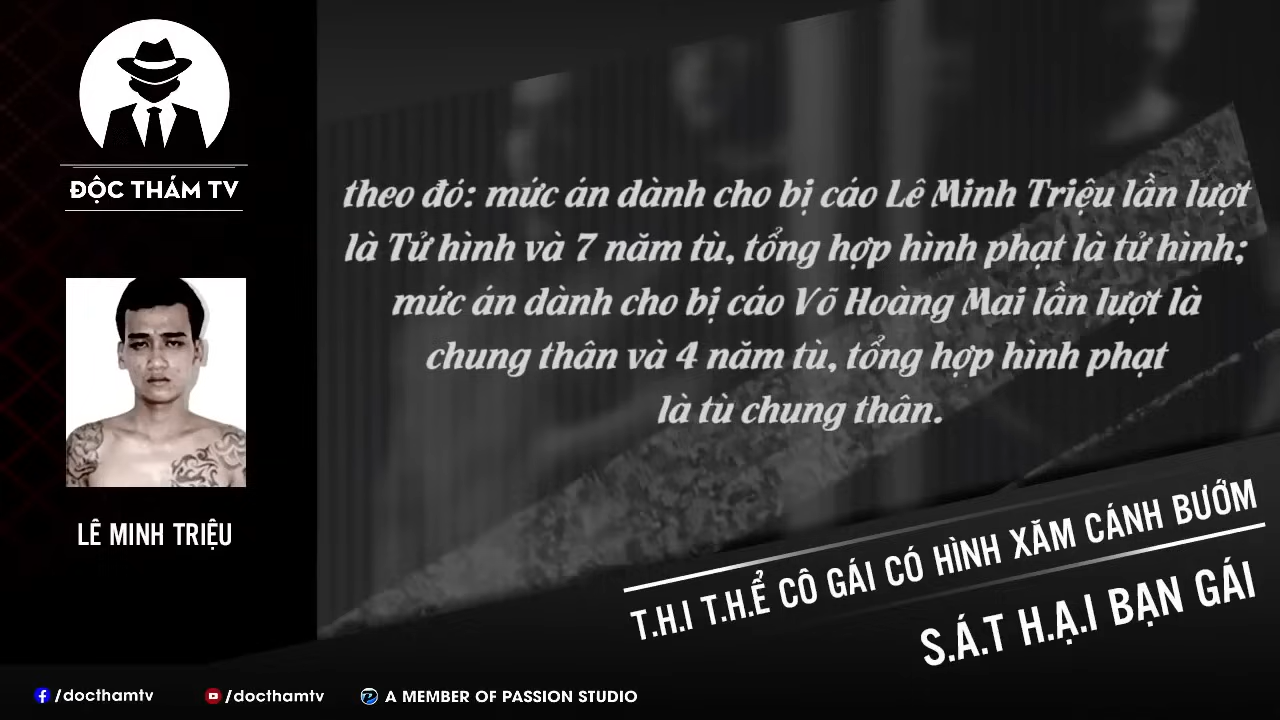 ĐỘC THÁM TV
LÊ MINH TRIỆU
theo đó: mức án dành cho bị cáo Lê Minh Triệu lần lượt
là Tử hình và 7 năm tù, tổng hợp hình phạt là tử hình;
mức án dành cho bị cáo Võ Hoàng Mai lần lượt là
chung thân và 4 năm tù, tổng hợp hình phạt
là tù chung thân.
T.H.I T.H.Ể CÔ GÁI CÓ HÌNH XĂM CÁNH BƯỚM
S.Á.T H.Ạ.I BẠN GÁI
/docthamtv
/docthamtv
A MEMBER OF PASSION STUDIO